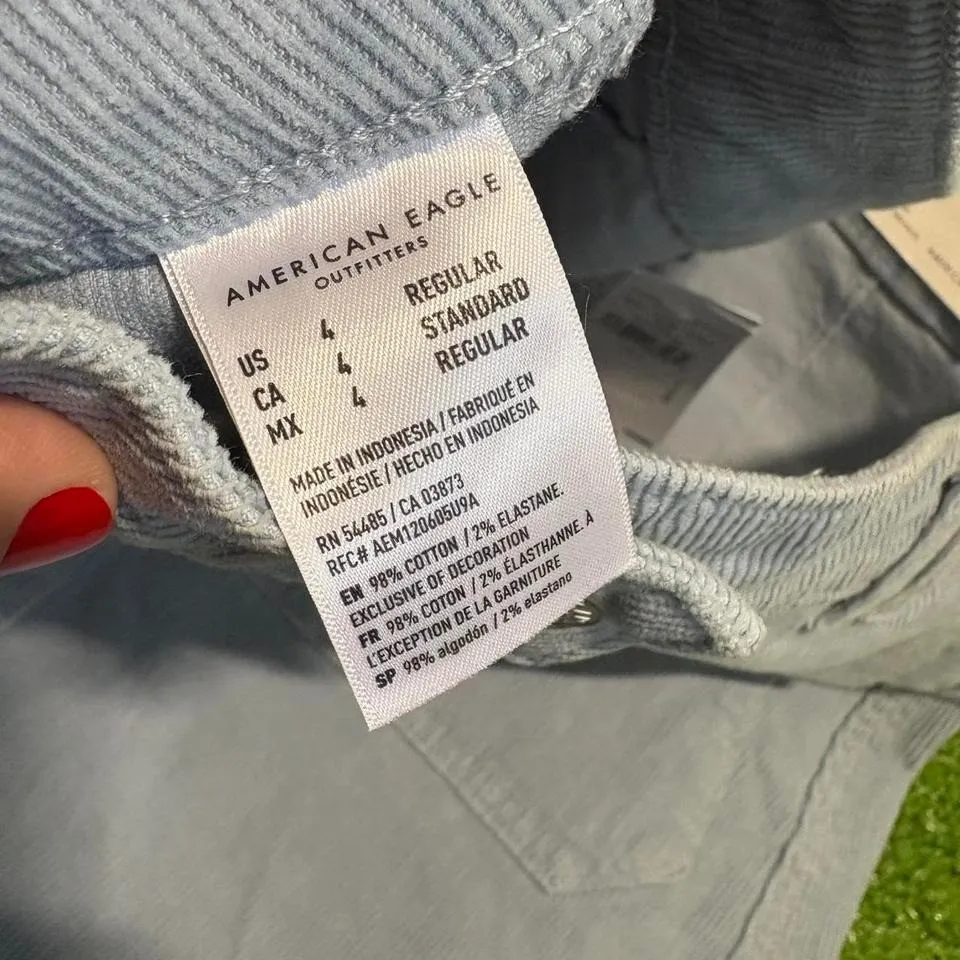 AMERICAN EAGLE
OUTFITTERS
US 4 REGULAR
CA 4 STANDARD
MX 4 REGULAR
MADE IN INDONESIA / FABRIQUÉ EN
INDONÉSIE / HECHO EN INDONESIA
RN 54485 / CA 03873
RFC# AEM120605U9A
EN 98% COTTON / 2% ELASTANE.
EXCLUSIVE OF DECORATION
FR 98% COTON / 2% ÉLASTHANNE. À
L'EXCEPTION DE LA GARNITURE
SP 98% algodón / 2% elastano